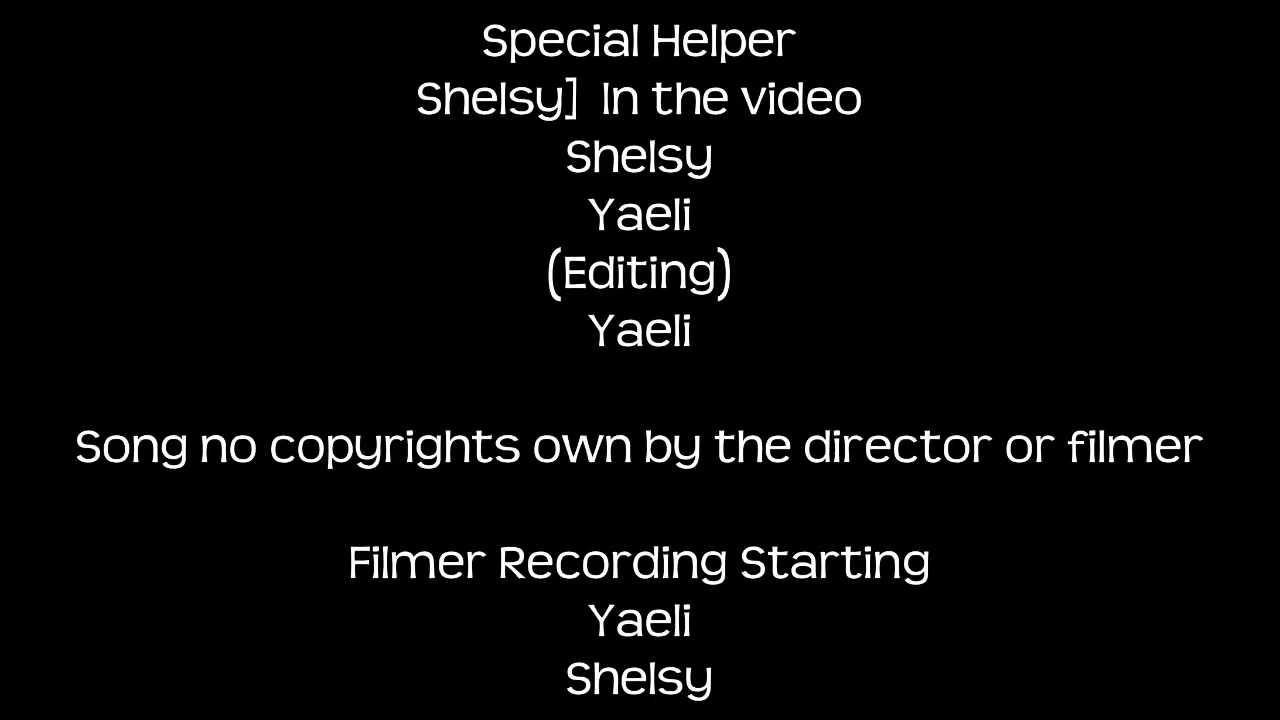 Special Helper
Shelsy]  In the video
Shelsy
Yaeli
(Editing)
Yaeli
Song no copyrights own by the director or filmer
Filmer Recording Starting
Yaeli
Shelsy